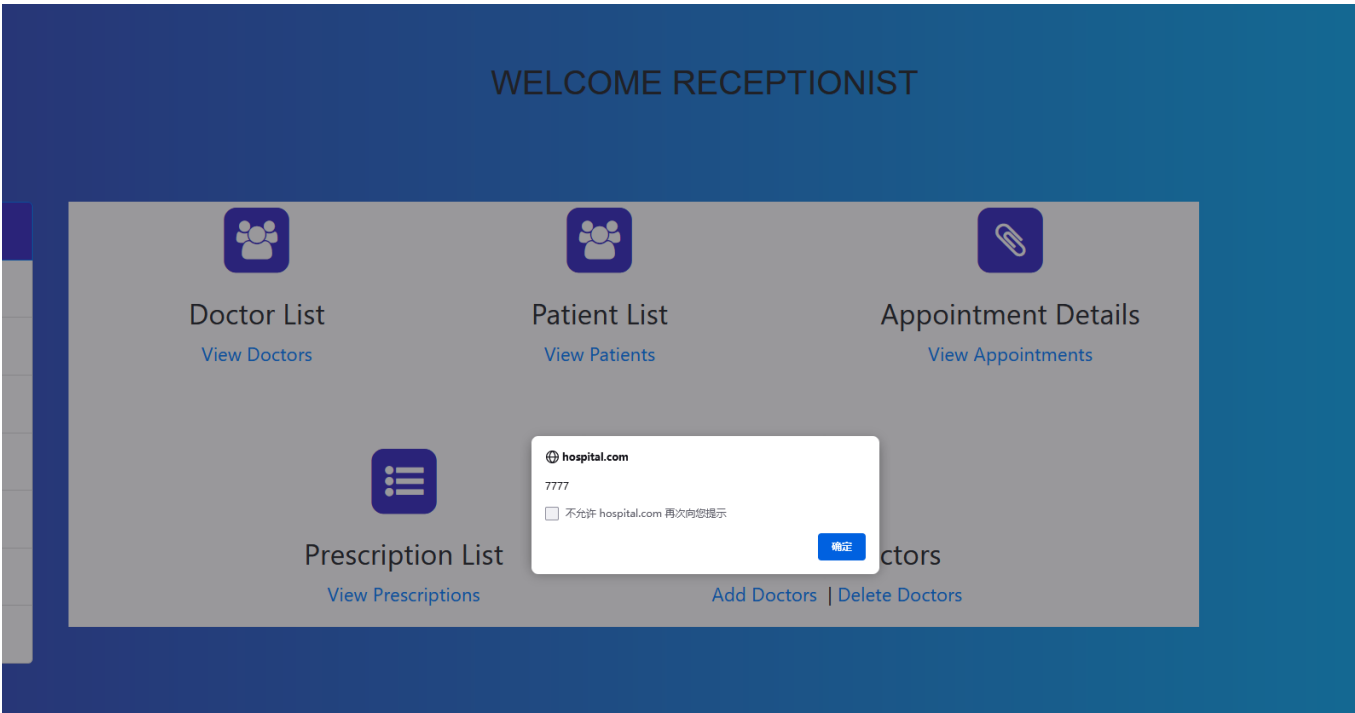 WELCOME RECEPTIONIST
Doctor List
Patient List
Appointment Details
View Doctors
View Patients
View Appointments
hospital.com
7777
不允许 hospital.com 再次向您提示
确定
Prescription List
ctors
View Prescriptions
Add Doctors | Delete Doctors